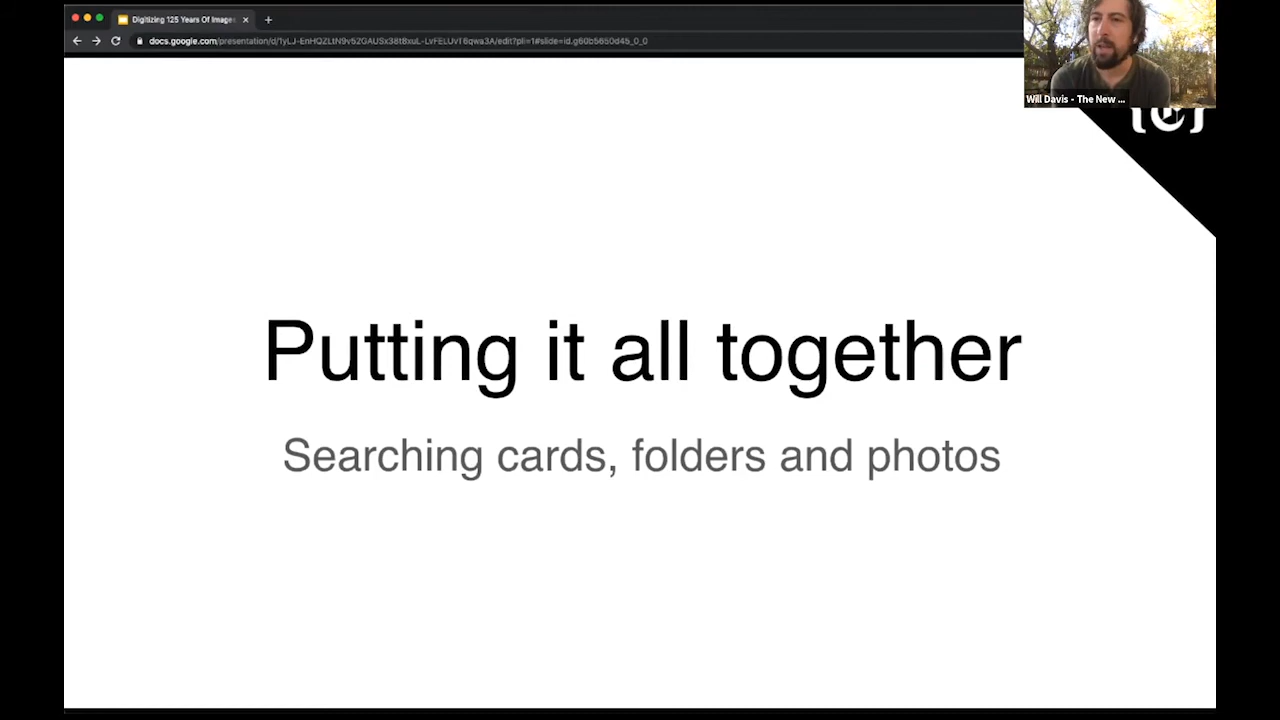 Digitizing 125 Years Of Image
docs.google.com/presentation/d/
Will Davis - The New ...
Putting it all together
Searching cards, folders and photos